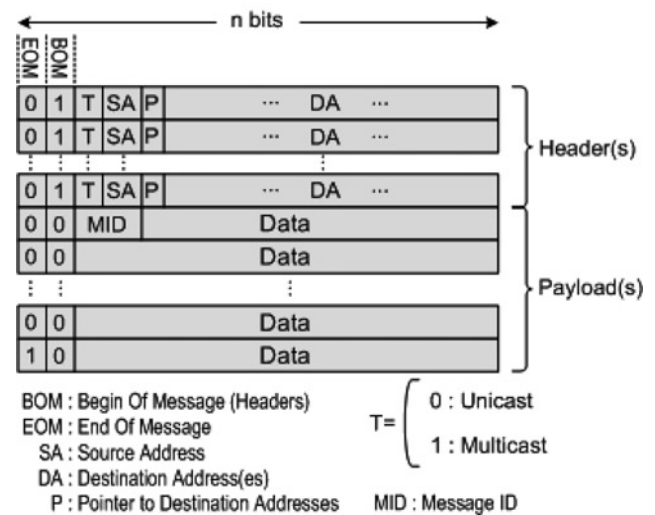 n bits
EOM BOM
0 1 T SA P ... DA ...
0 1 T SA P ... DA ...
0 1 T SA P ... DA ...
Header(s)
0 0 MID Data
0 0 Data
0 0 Data
1 0 Data
Payload(s)
BOM : Begin Of Message (Headers)
EOM : End Of Message
SA : Source Address
DA : Destination Address(es)
P : Pointer to Destination Addresses
T=
0 : Unicast
1 : Multicast
MID : Message ID